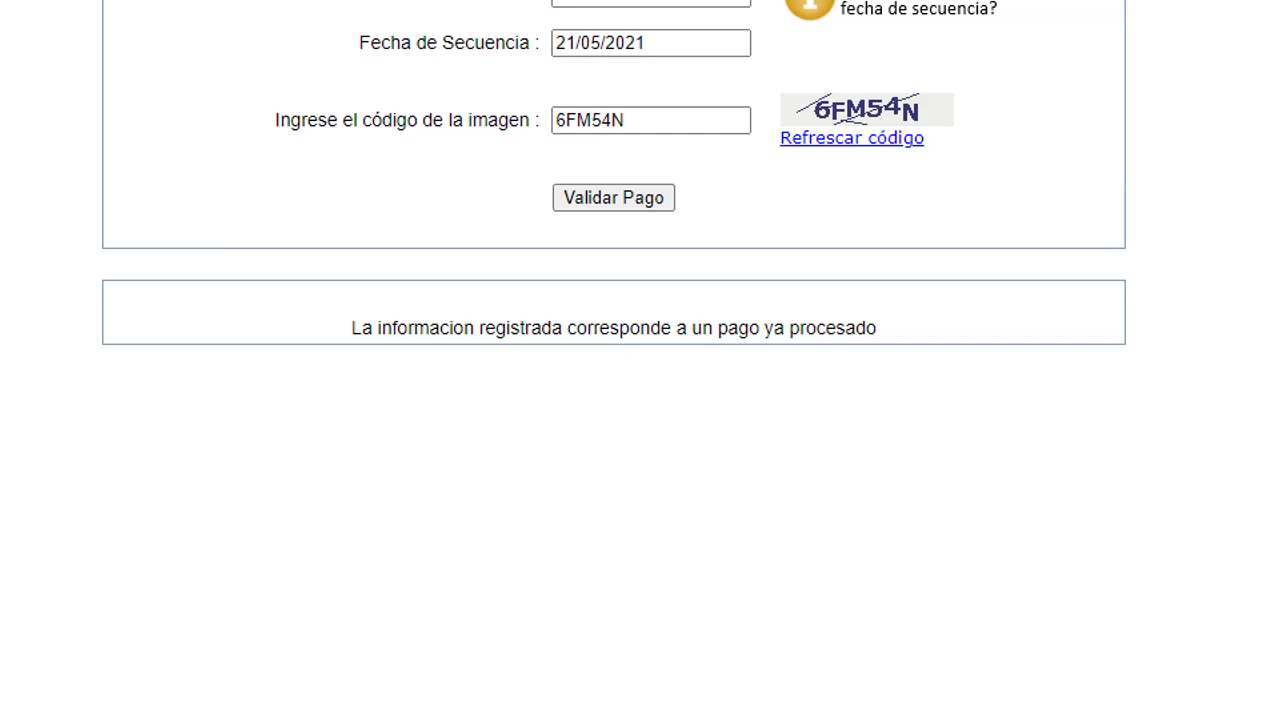 fecha de secuencia?
Fecha de Secuencia : 21/05/2021
Ingrese el código de la imagen : 6FM54N 6FM54N
Refrescar código
Validar Pago
La informacion registrada corresponde a un pago ya procesado